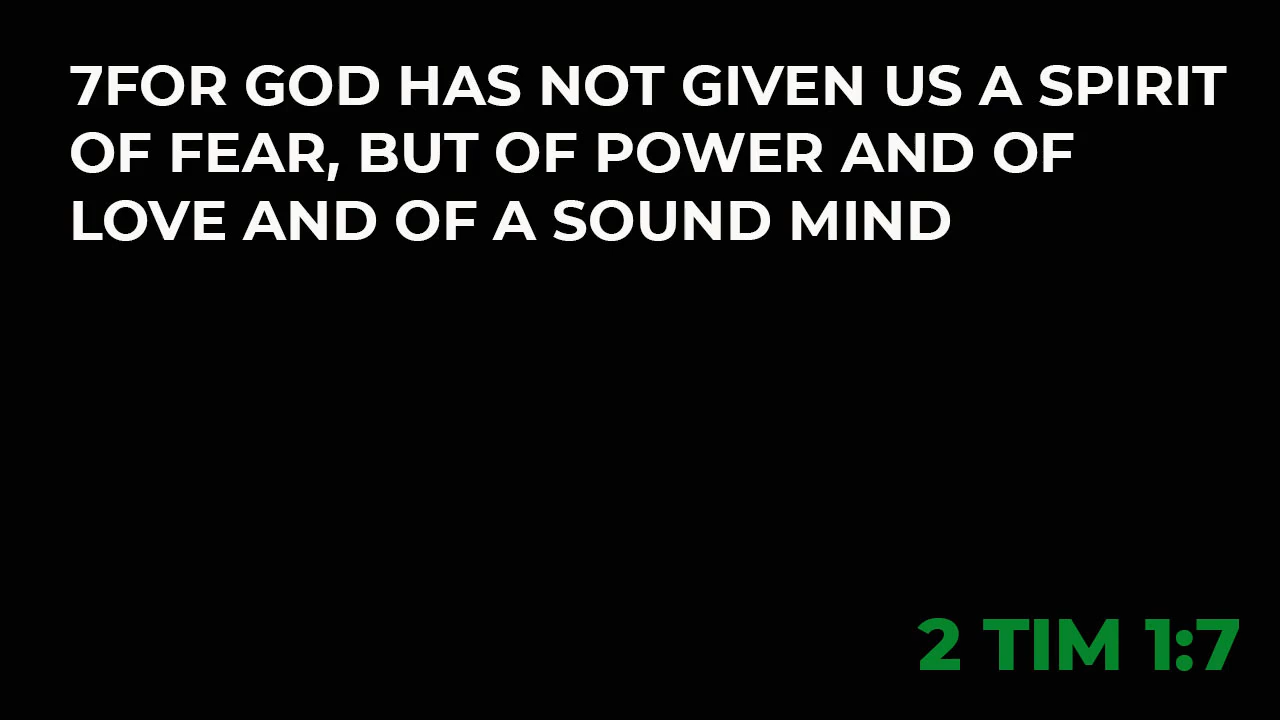 7FOR GOD HAS NOT GIVEN US A SPIRIT
OF FEAR, BUT OF POWER AND OF
LOVE AND OF A SOUND MIND
2 TIM 1:7